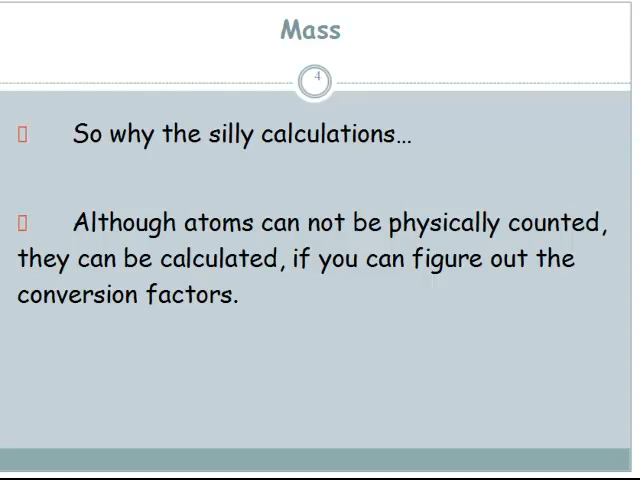 Mass
4
So why the silly calculations…
Although atoms can not be physically counted,
they can be calculated, if you can figure out the
conversion factors.